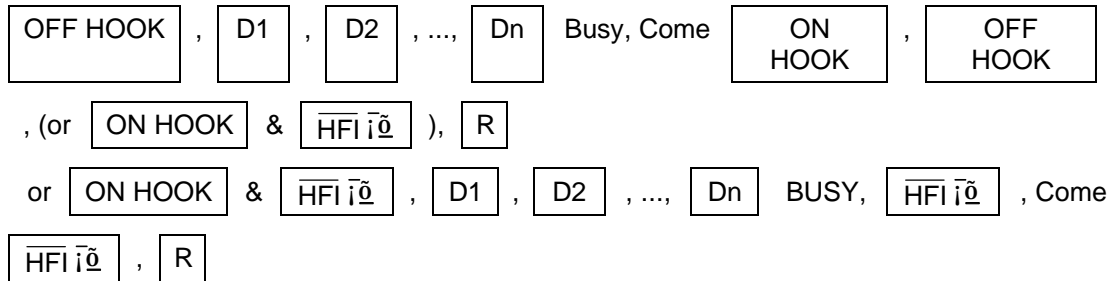 OFF HOOK , D1 , D2 , ..., Dn Busy, Come ON HOOK , OFF HOOK
, (or ON HOOK & H̅F̅I̅ ¡̅õ̲ ), R
or ON HOOK & H̅F̅I̅ ¡̅õ̲ , D1 , D2 , ..., Dn BUSY, H̅F̅I̅ ¡̅õ̲ , Come
H̅F̅I̅ ¡̅õ̲ , R